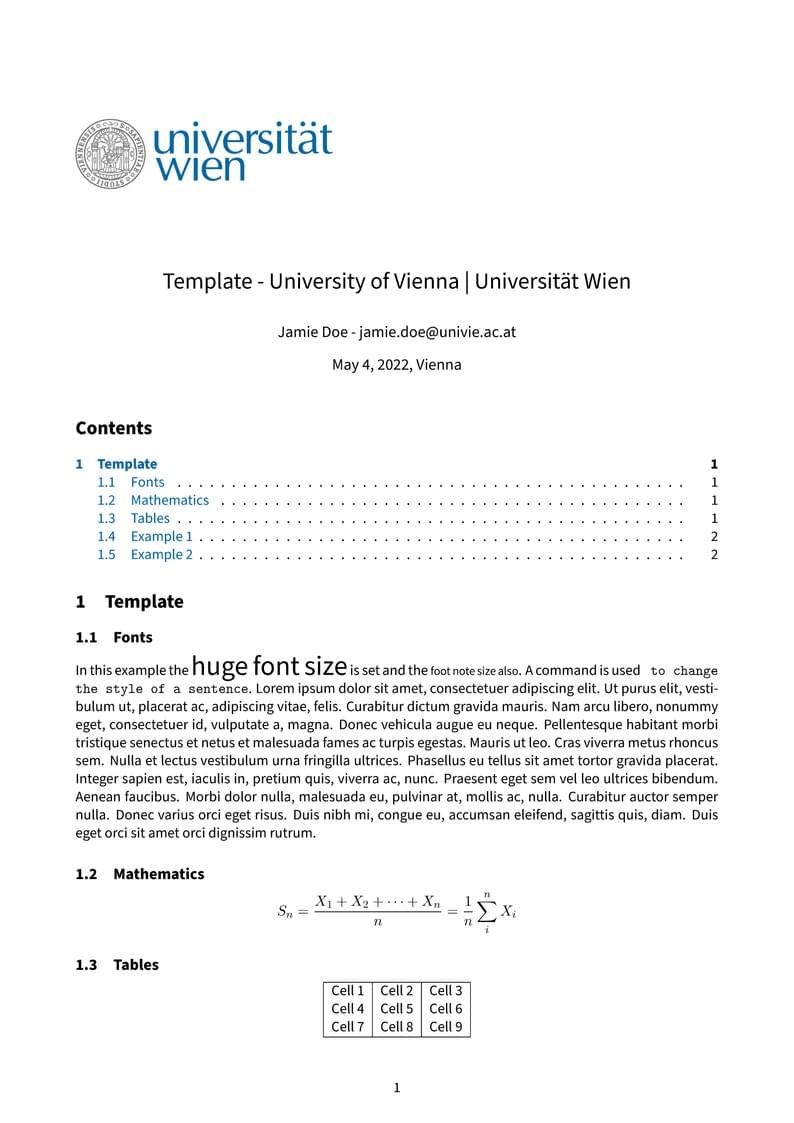 universität
wien
Template - University of Vienna | Universität Wien
Jamie Doe - jamie.doe@univie.ac.at
May 4, 2022, Vienna
Contents
1 Template 1
1.1 Fonts . . . . . . . . . . . . . . . . . . . . . . . . . . . . . . . . . . . . . . . . . . . . . . . 1
1.2 Mathematics . . . . . . . . . . . . . . . . . . . . . . . . . . . . . . . . . . . . . . . . . . . 1
1.3 Tables . . . . . . . . . . . . . . . . . . . . . . . . . . . . . . . . . . . . . . . . . . . . . . . 1
1.4 Example 1 . . . . . . . . . . . . . . . . . . . . . . . . . . . . . . . . . . . . . . . . . . . . 2
1.5 Example 2 . . . . . . . . . . . . . . . . . . . . . . . . . . . . . . . . . . . . . . . . . . . . 2
1 Template
1.1 Fonts
In this example the huge font size is set and the foot note size also. A command is used to change
the style of a sentence. Lorem ipsum dolor sit amet, consectetuer adipiscing elit. Ut purus elit, vesti-
bulum ut, placerat ac, adipiscing vitae, felis. Curabitur dictum gravida mauris. Nam arcu libero, nonummy
eget, consectetuer id, vulputate a, magna. Donec vehicula augue eu neque. Pellentesque habitant morbi
tristique senectus et netus et malesuada fames ac turpis egestas. Mauris ut leo. Cras viverra metus rhoncus
sem. Nulla et lectus vestibulum urna fringilla ultrices. Phasellus eu tellus sit amet tortor gravida placerat.
Integer sapien est, iaculis in, pretium quis, viverra ac, nunc. Praesent eget sem vel leo ultrices bibendum.
Aenean faucibus. Morbi dolor nulla, malesuada eu, pulvinar at, mollis ac, nulla. Curabitur auctor semper
nulla. Donec varius orci eget risus. Duis nibh mi, congue eu, accumsan eleifend, sagittis quis, diam. Duis
eget orci sit amet orci dignissim rutrum.
1.2 Mathematics
Sₙ = (X₁ + X₂ + ··· + Xₙ)/n = 1/n ∑ᵢⁿ Xᵢ
1.3 Tables
Cell 1 Cell 2 Cell 3
Cell 4 Cell 5 Cell 6
Cell 7 Cell 8 Cell 9
1